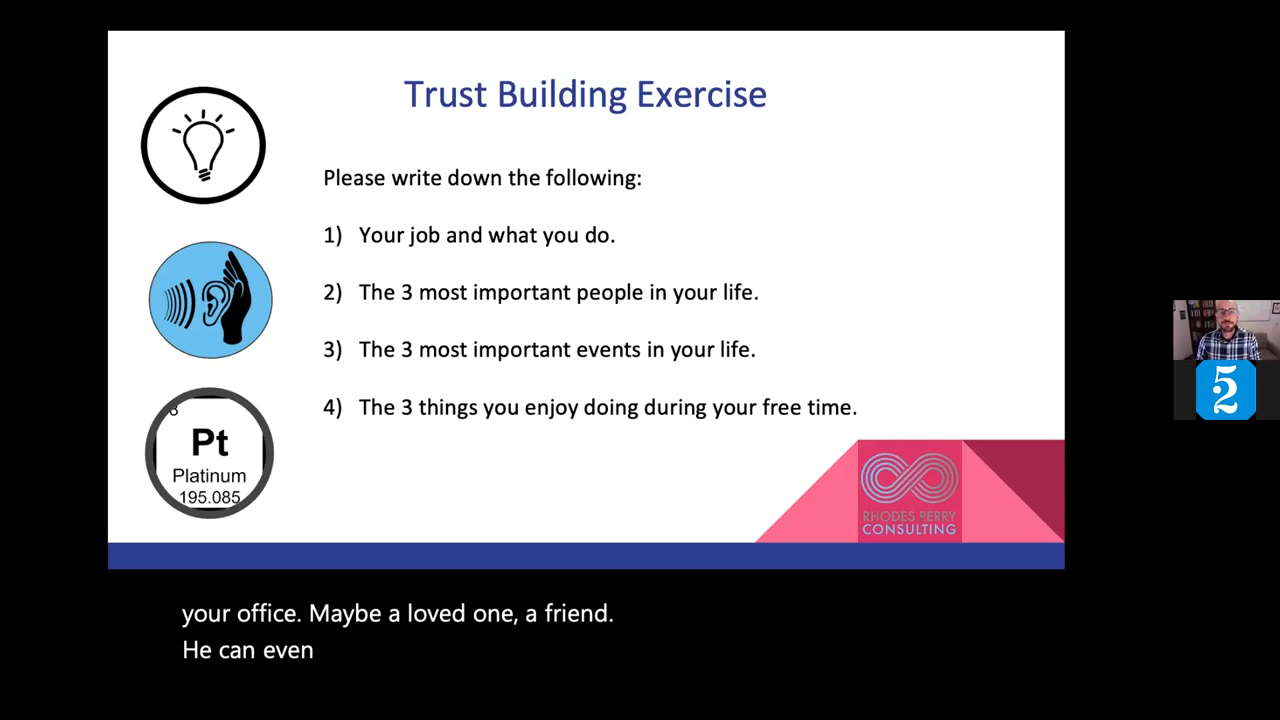 Trust Building Exercise
Please write down the following:
1) Your job and what you do.
2) The 3 most important people in your life.
3) The 3 most important events in your life.
4) The 3 things you enjoy doing during your free time.
8
Pt
Platinum
195.085
RHODES PERRY
CONSULTING
5
2
your office. Maybe a loved one, a friend.
He can even